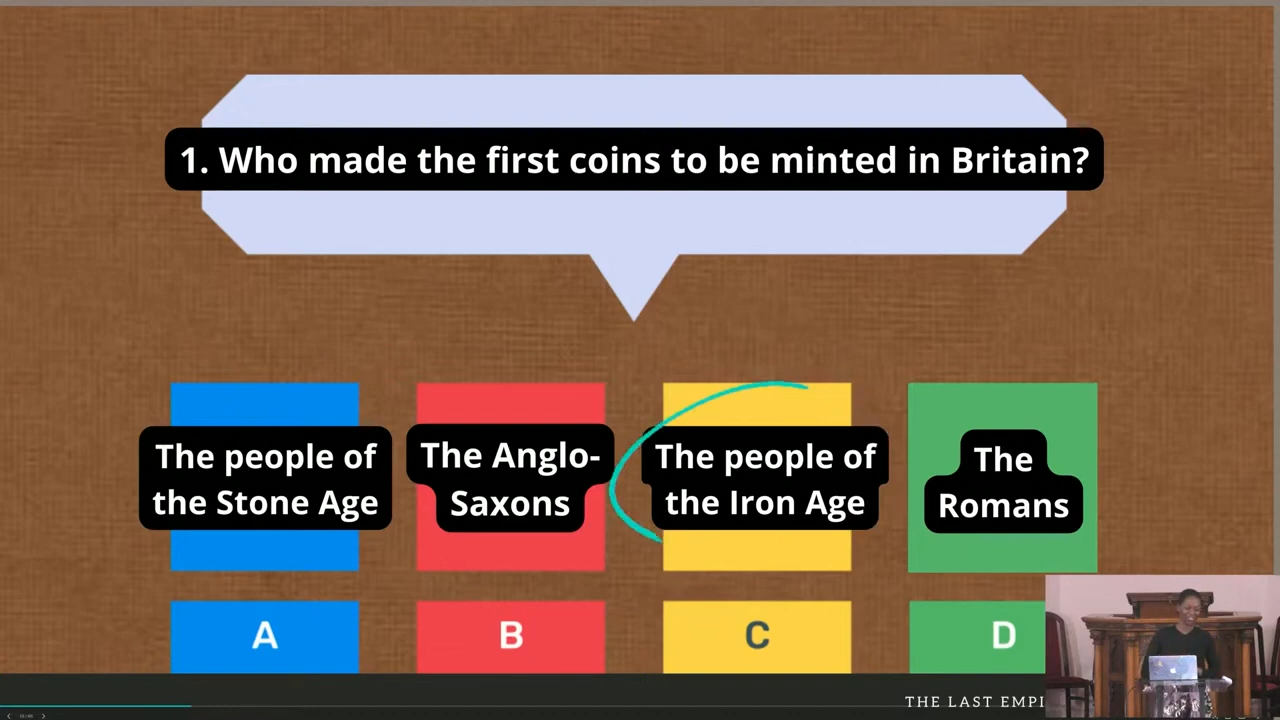 1. Who made the first coins to be minted in Britain?
The people of
the Stone Age
The Anglo-
Saxons
The people of
the Iron Age
The
Romans
A
B
C
D
THE LAST EMPI